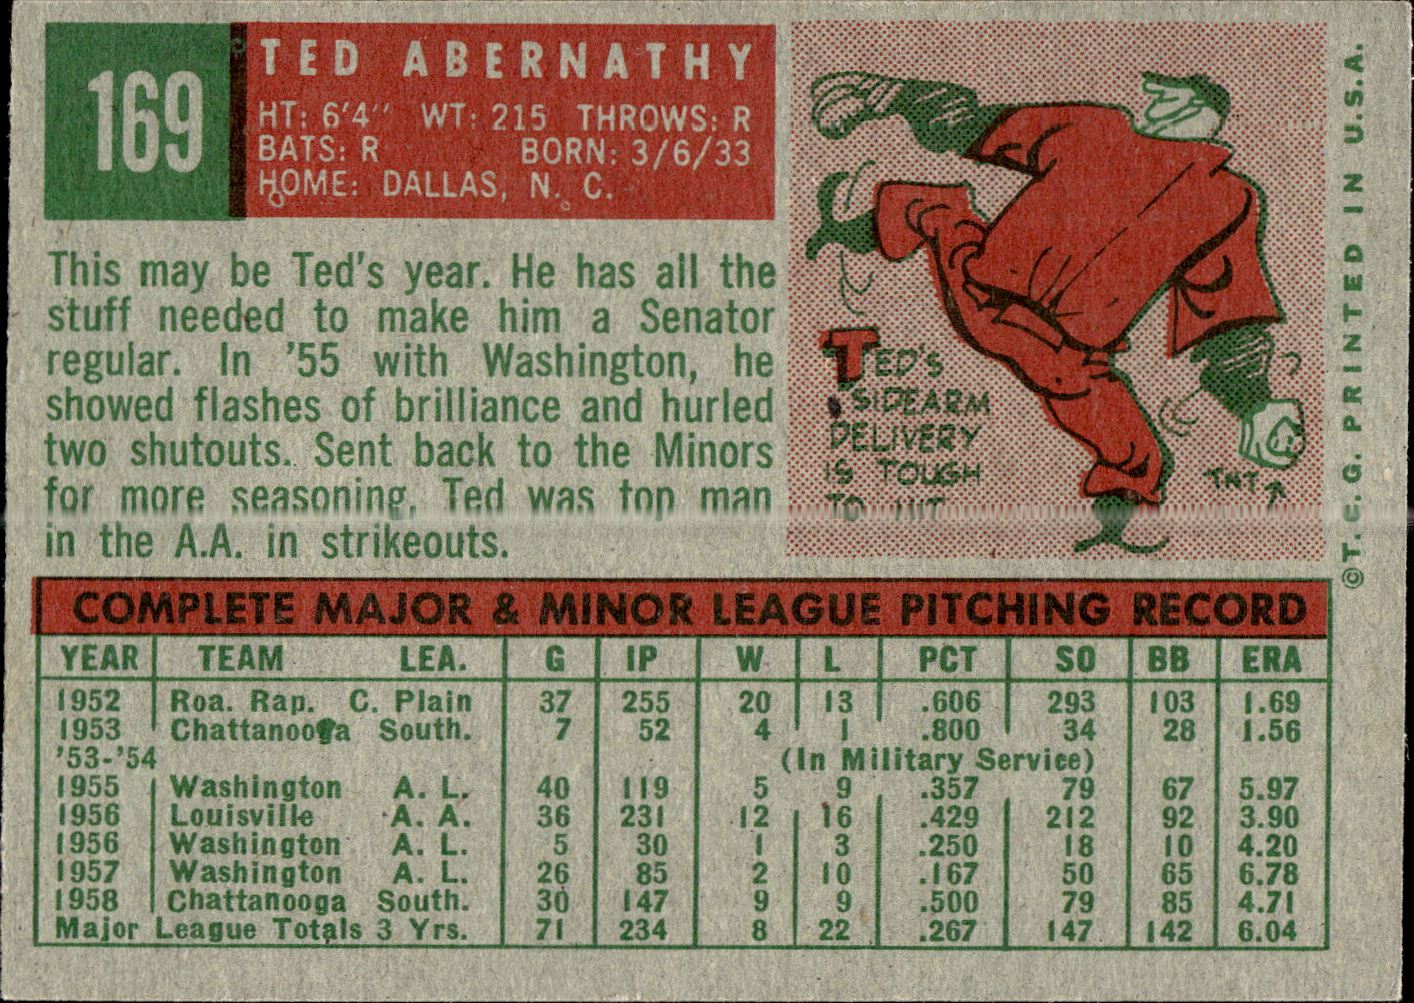 169
TED ABERNATHY
HT: 6'4" WT: 215 THROWS: R
BATS: R BORN: 3/6/33
HOME: DALLAS, N. C.
This may be Ted's year. He has all the
stuff needed to make him a Senator
regular. In '55 with Washington, he
showed flashes of brilliance and hurled
two shutouts. Sent back to the Minors
for more seasoning, Ted was top man
in the A.A. in strikeouts.
TED'S
SIDEARM
DELIVERY
IS TOUGH
TO HIT
TNT
© T. C. G. PRINTED IN U.S.A.
COMPLETE MAJOR & MINOR LEAGUE PITCHING RECORD
YEAR TEAM LEA. G IP W L PCT SO BB ERA
1952 Roa. Rap. C. Plain 37 255 20 13 .606 293 103 1.69
1953 Chattanooga South. 7 52 4 1 .800 34 28 1.56
'53-'54 (In Military Service)
1955 Washington A. L. 40 119 5 9 .357 79 67 5.97
1956 Louisville A. A. 36 231 12 16 .429 212 92 3.90
1956 Washington A. L. 5 30 1 3 .250 18 10 4.20
1957 Washington A. L. 26 85 2 10 .167 50 65 6.78
1958 Chattanooga South. 30 147 9 9 .500 79 85 4.71
Major League Totals 3 Yrs. 71 234 8 22 .267 147 142 6.04